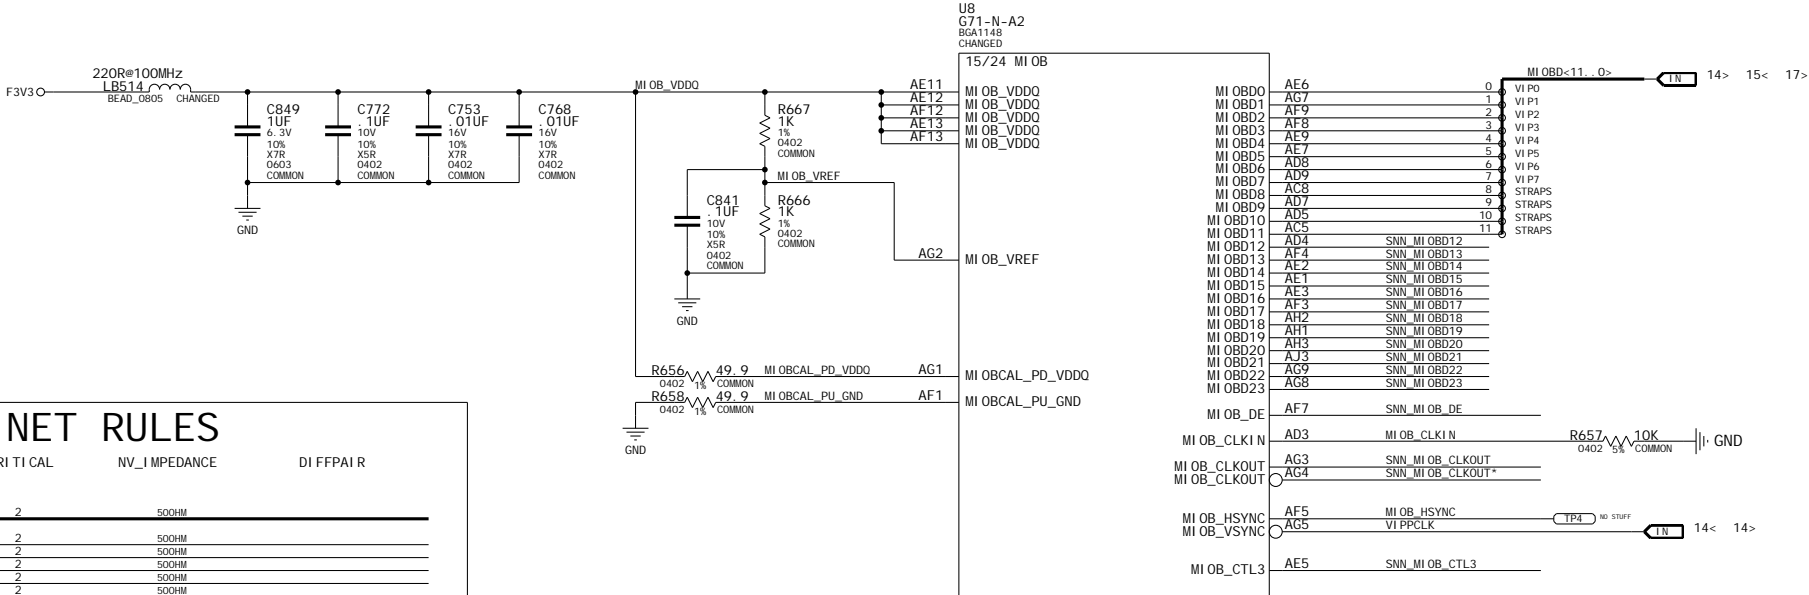 U8
G71-N-A2
BGA1148
CHANGED
15/24 MIOB
F3V3
220R@100MHz
LB514
BEAD_0805 CHANGED
C849
1UF
6.3V
10%
X7R
0603
COMMON
C772
.1UF
10V
10%
X5R
0402
COMMON
C753
.01UF
16V
10%
X7R
0402
COMMON
C768
.01UF
16V
10%
X7R
0402
COMMON
GND
MIOB_VDDQ
R667
1K
1%
0402
COMMON
MIOB_VREF
C841
.1UF
10V
10%
X5R
0402
COMMON
R666
1K
1%
0402
COMMON
GND
AE11 MIOB_VDDQ
AE12 MIOB_VDDQ
AF12 MIOB_VDDQ
AE13 MIOB_VDDQ
AF13 MIOB_VDDQ
AG2 MIOB_VREF
R656 49.9 MIOBCAL_PD_VDDQ AG1 MIOBCAL_PD_VDDQ
0402 1% COMMON
R658 49.9 MIOBCAL_PU_GND AF1 MIOBCAL_PU_GND
0402 1% COMMON
GND
MIOBD<11..0> IN 14> 15< 17>
MIOBD0 AE6 0 VIP0
MIOBD1 AG7 1 VIP1
MIOBD2 AF9 2 VIP2
MIOBD3 AF8 3 VIP3
MIOBD4 AE9 4 VIP4
MIOBD5 AE7 5 VIP5
MIOBD6 AD8 6 VIP6
MIOBD7 AD9 7 VIP7
MIOBD8 AC8 8 STRAPS
MIOBD9 AD7 9 STRAPS
MIOBD10 AD5 10 STRAPS
MIOBD11 AC5 11 STRAPS
MIOBD12 AD4 SNN_MIOBD12
MIOBD13 AF4 SNN_MIOBD13
MIOBD14 AE2 SNN_MIOBD14
MIOBD15 AE1 SNN_MIOBD15
MIOBD16 AE3 SNN_MIOBD16
MIOBD17 AF3 SNN_MIOBD17
MIOBD18 AH2 SNN_MIOBD18
MIOBD19 AH1 SNN_MIOBD19
MIOBD20 AH3 SNN_MIOBD20
MIOBD21 AJ3 SNN_MIOBD21
MIOBD22 AG9 SNN_MIOBD22
MIOBD23 AG8 SNN_MIOBD23
MIOB_DE AF7 SNN_MIOB_DE
MIOB_CLKIN AD3 MIOB_CLKIN R657 10K GND
0402 5% COMMON
MIOB_CLKOUT AG3 SNN_MIOB_CLKOUT
MIOB_CLKOUT AG4 SNN_MIOB_CLKOUT*
MIOB_HSYNC AF5 MIOB_HSYNC TP4 NO STUFF
MIOB_VSYNC AG5 VIPPCLK IN 14< 14>
MIOB_CTL3 AE5 SNN_MIOB_CTL3
NET RULES
RITICAL NV_IMPEDANCE DIFFPAIR
2 50OHM
2 50OHM
2 50OHM
2 50OHM
2 50OHM
2 50OHM